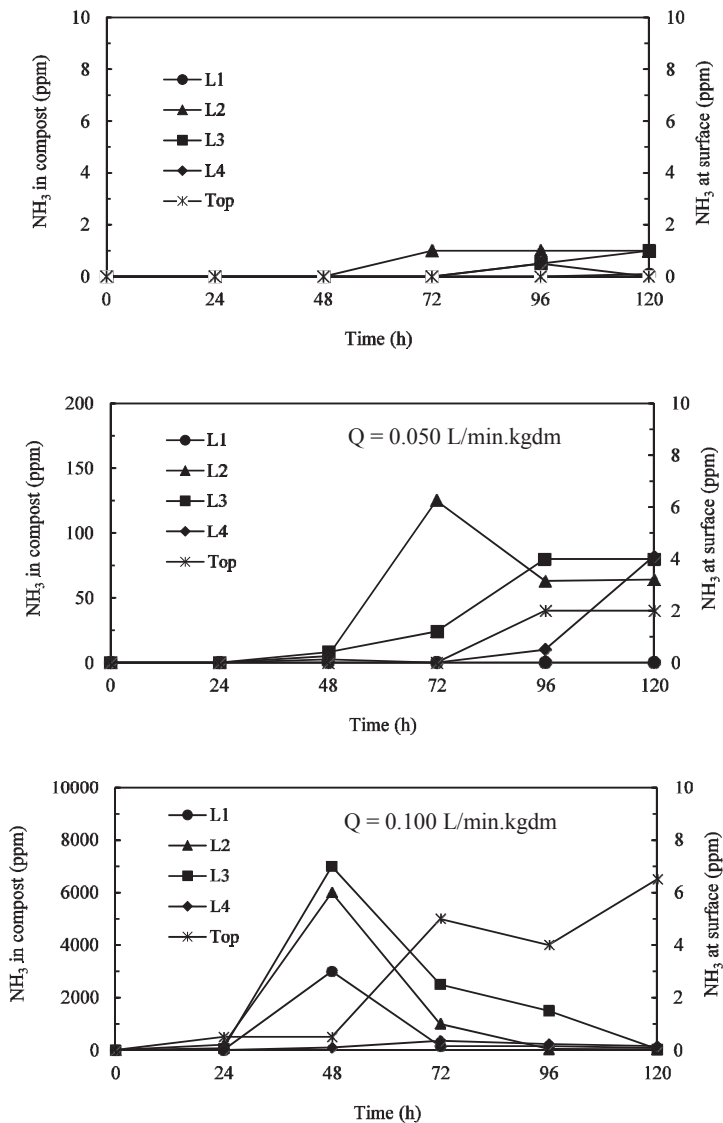 10
8
6
4
2
0
NH₃ in compost (ppm)
L1
L2
L3
L4
Top
10
8
6
4
2
0
NH₃ at surface (ppm)
0 24 48 72 96 120
Time (h)
200
150
100
50
0
NH₃ in compost (ppm)
L1
L2
L3
L4
Top
Q = 0.050 L/min.kgdm
10
8
6
4
2
0
NH₃ at surface (ppm)
0 24 48 72 96 120
Time (h)
10000
8000
6000
4000
2000
0
NH₃ in compost (ppm)
L1
L2
L3
L4
Top
Q = 0.100 L/min.kgdm
10
8
6
4
2
0
NH₃ at surface (ppm)
0 24 48 72 96 120
Time (h)